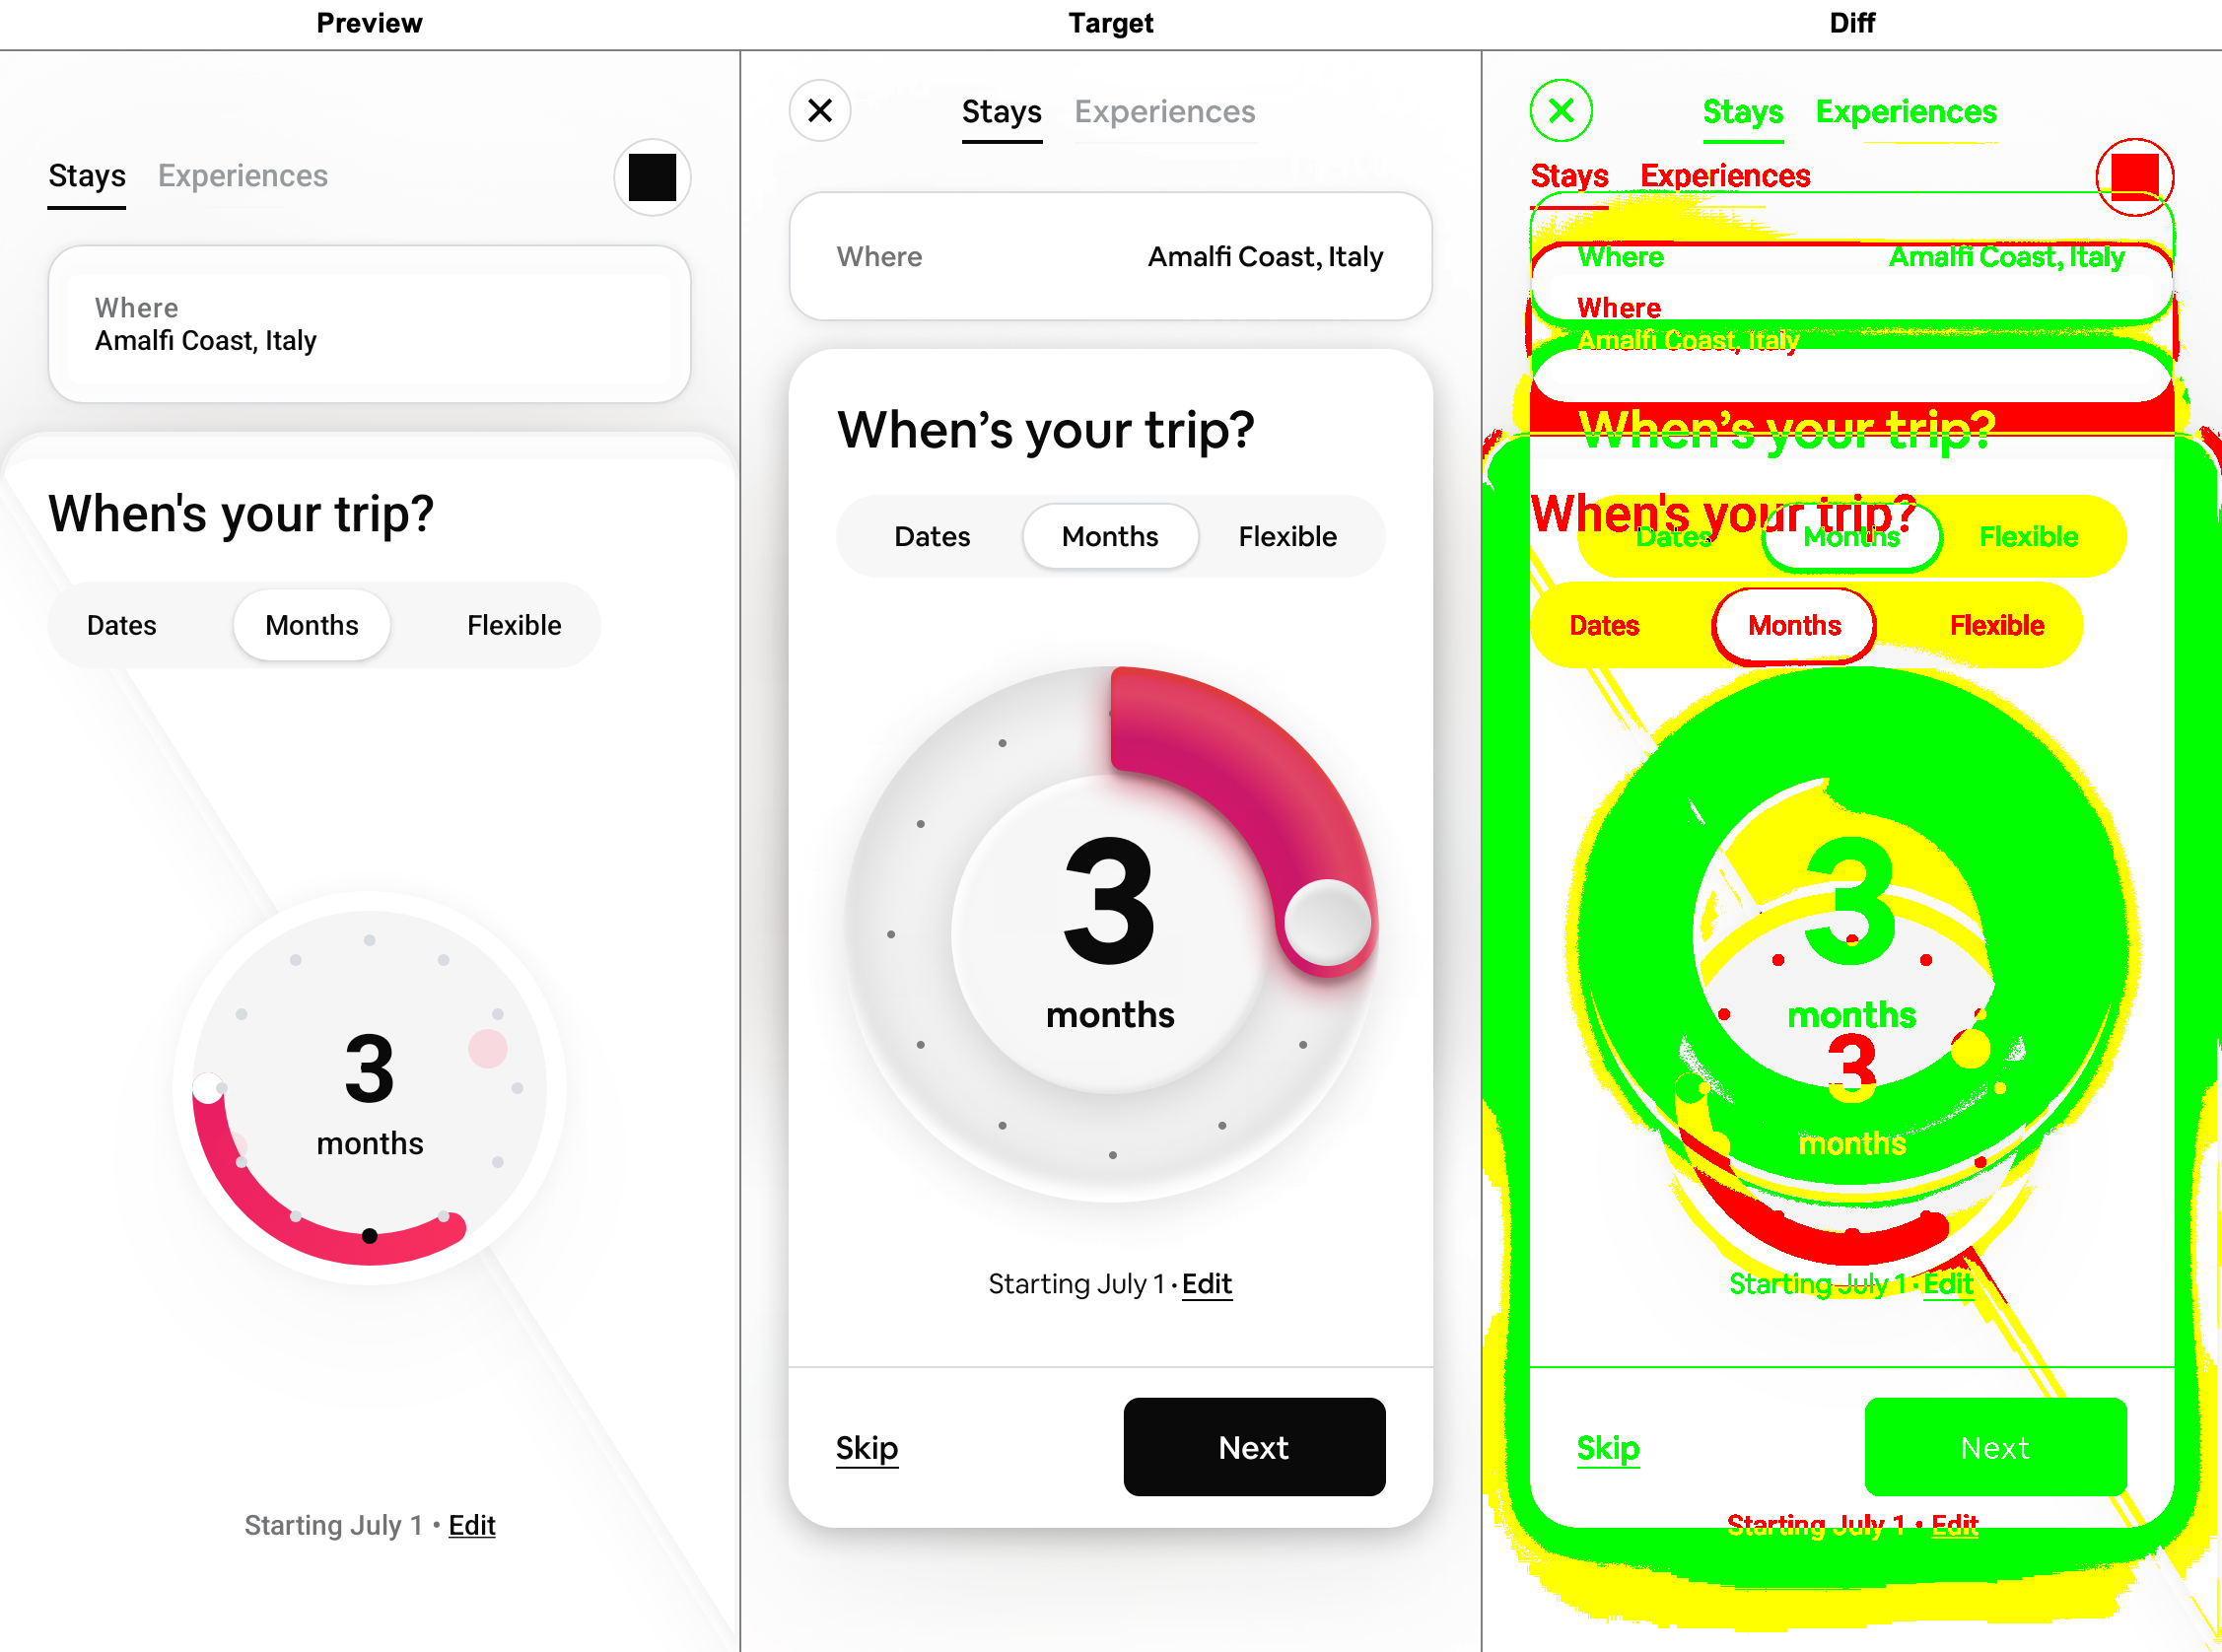 Preview
Stays Experiences
Where
Amalfi Coast, Italy
When's your trip?
Dates Months Flexible
3
months
Starting July 1 • Edit
Target
Stays Experiences
Where Amalfi Coast, Italy
When’s your trip?
Dates Months Flexible
3
months
Starting July 1 · Edit
Skip Next
Diff
Stays Experiences
Stays Experiences
Where Amalfi Coast, Italy
Where
Amalfi Coast, Italy
When’s your trip?
When's your trip?
Dates Months Flexible
Dates Months Flexible
3
months
3
months
Starting July 1 · Edit
Skip Next
Starting July 1 • Edit